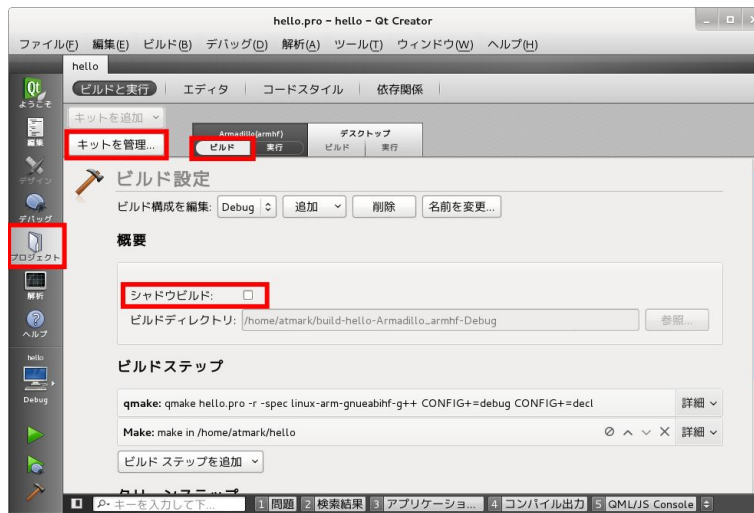 hello.pro – hello – Qt Creator
ファイル(F) 編集(E) ビルド(B) デバッグ(D) 解析(A) ツール(T) ウィンドウ(W) ヘルプ(H)
hello
ビルドと実行 エディタ コードスタイル 依存関係
キットを追加
キットを管理...
Armadillo(armhf)
ビルド 実行
デスクトップ
ビルド 実行
Qt
ようこそ
編集
デザイン
デバッグ
プロジェクト
解析
ヘルプ
hello
Debug
ビルド設定
ビルド構成を編集: Debug 追加 削除 名前を変更...
概要
シャドウビルド:
ビルドディレクトリ: /home/atmark/build-hello-Armadillo_armhf-Debug 参照...
ビルドステップ
qmake: qmake hello.pro -r -spec linux-arm-gnueabihf-g++ CONFIG+=debug CONFIG+=decl 詳細
Make: make in /home/atmark/hello 詳細
ビルド ステップを追加
クリーンステップ
キーを入力して下... 1 問題 2 検索結果 3 アプリケーショ... 4 コンパイル出力 5 QML/JS Console